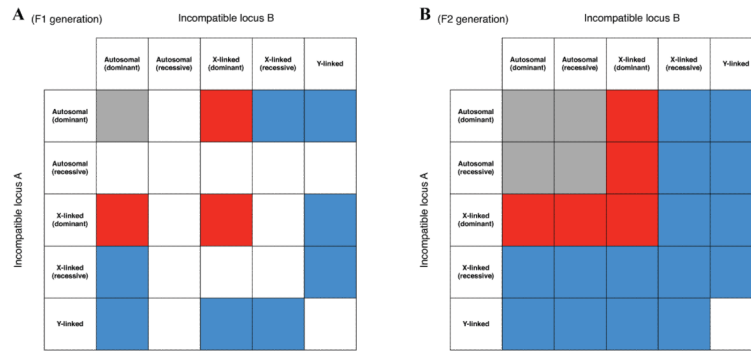 A (F1 generation)
Incompatible locus B
Autosomal
(dominant)
Autosomal
(recessive)
X-linked
(dominant)
X-linked
(recessive)
Y-linked
Incompatible locus A
Autosomal
(dominant)
Autosomal
(recessive)
X-linked
(dominant)
X-linked
(recessive)
Y-linked
B (F2 generation)
Incompatible locus B
Autosomal
(dominant)
Autosomal
(recessive)
X-linked
(dominant)
X-linked
(recessive)
Y-linked
Incompatible locus A
Autosomal
(dominant)
Autosomal
(recessive)
X-linked
(dominant)
X-linked
(recessive)
Y-linked